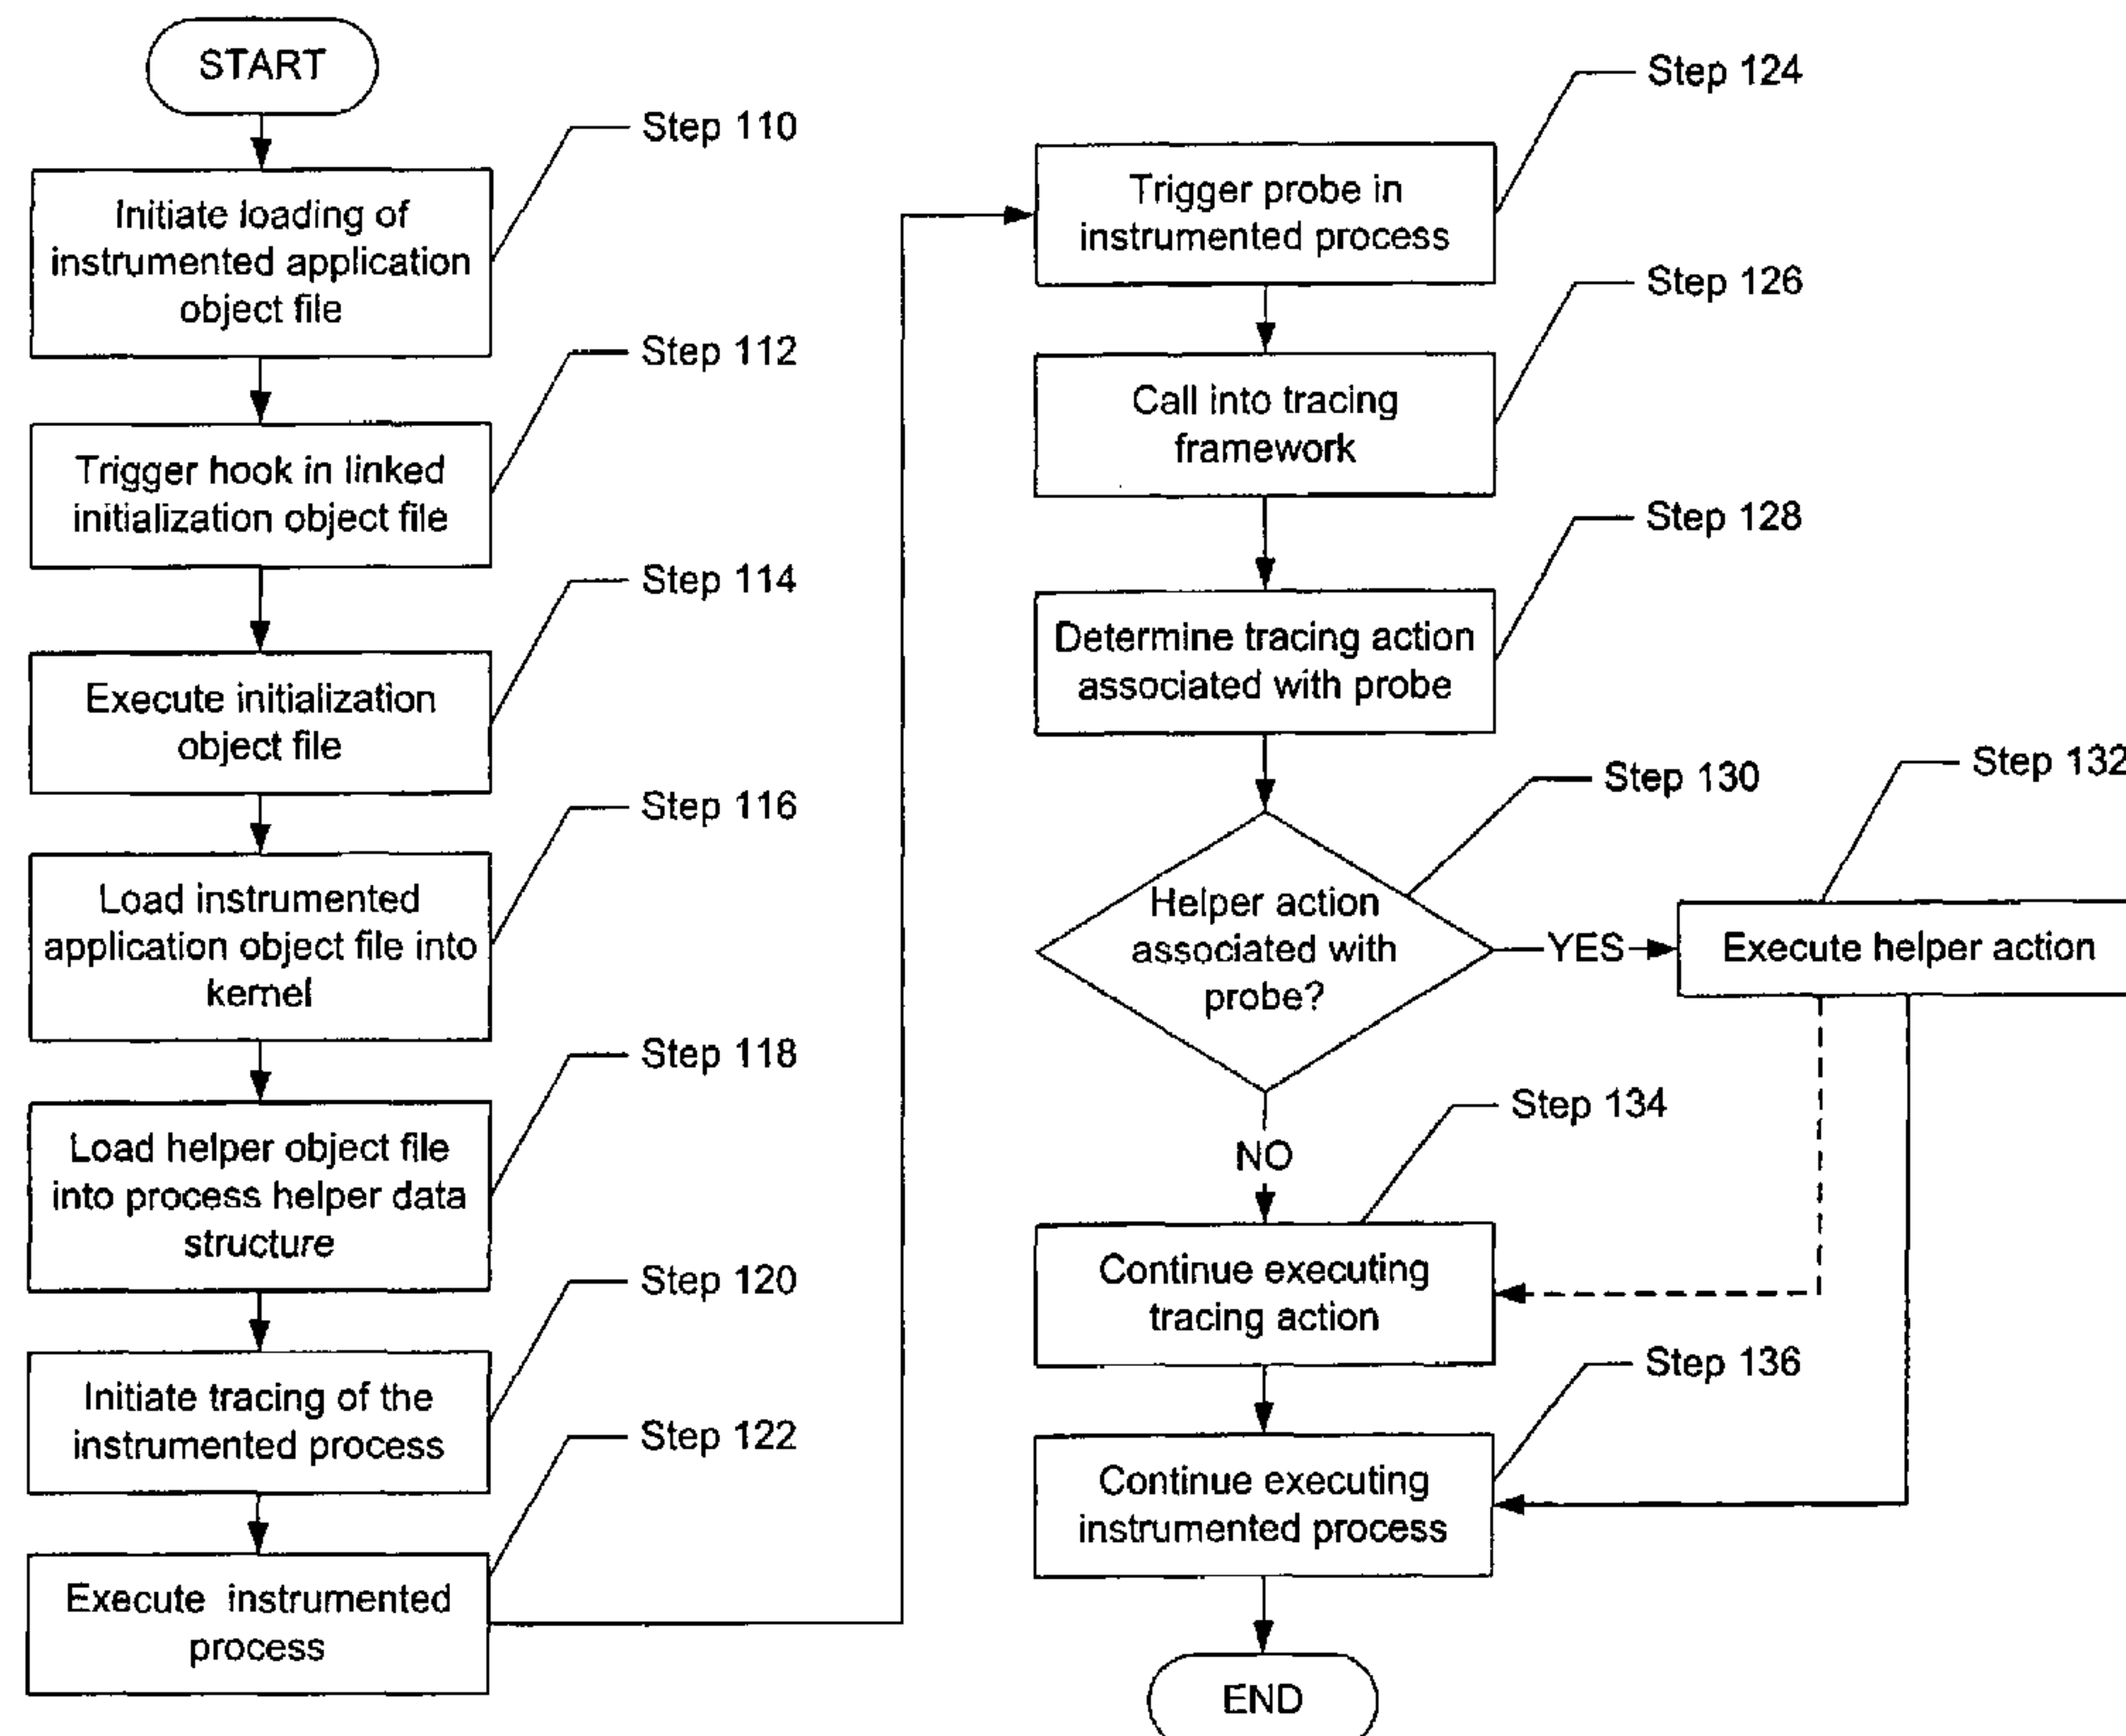 START
Step 110
Initiate loading of
instrumented application
object file
Step 112
Trigger hook in linked
initialization object file
Step 114
Execute initialization
object file
Step 116
Load instrumented
application object file into
kernel
Step 118
Load helper object file
into process helper data
structure
Step 120
Initiate tracing of the
instrumented process
Step 122
Execute instrumented
process
Step 124
Trigger probe in
instrumented process
Step 126
Call into tracing
framework
Step 128
Determine tracing action
associated with probe
Step 130
Helper action
associated with
probe?
YES
Step 132
Execute helper action
NO
Step 134
Continue executing
tracing action
Step 136
Continue executing
instrumented process
END